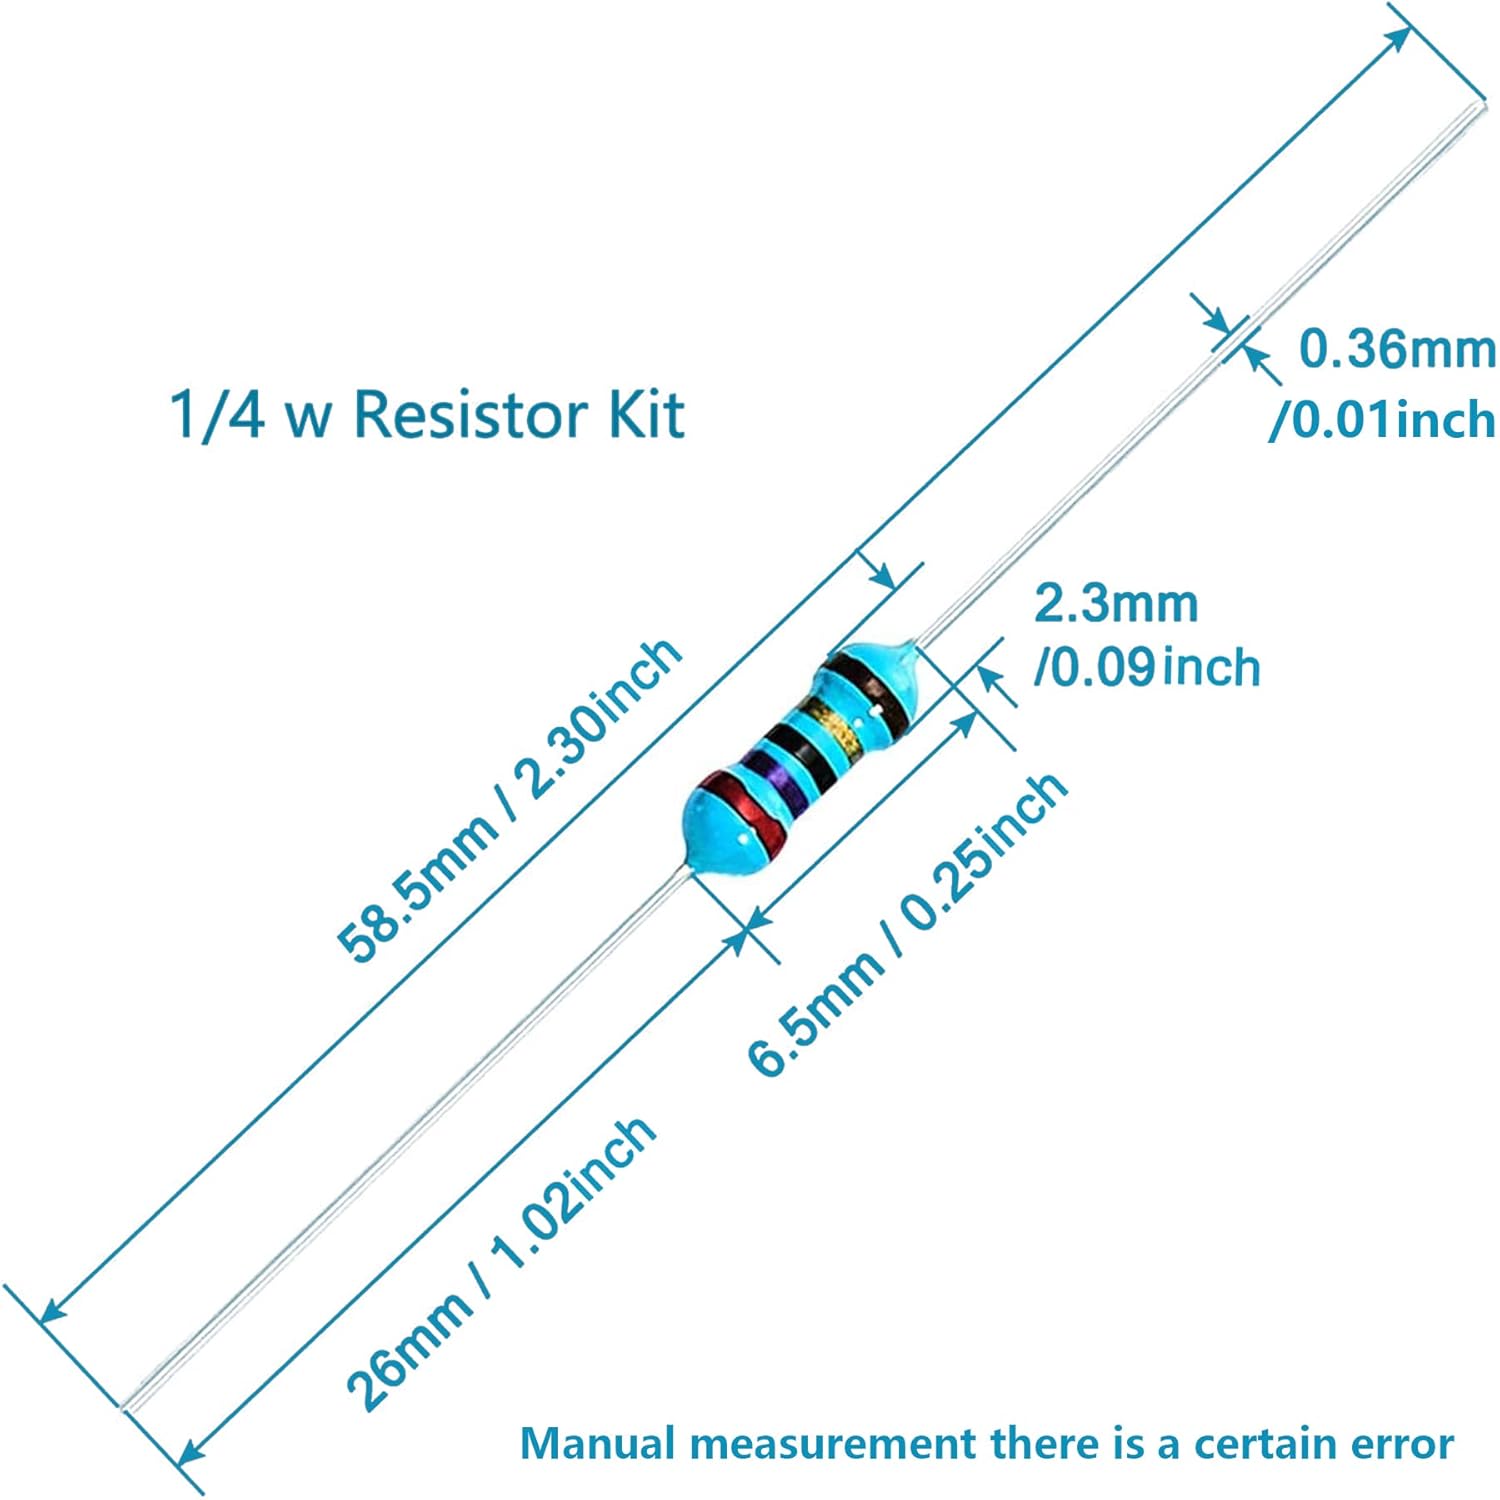 1/4 w Resistor Kit
0.36mm
/0.01inch
2.3mm
/0.09inch
58.5mm / 2.30inch
6.5mm / 0.25inch
26mm / 1.02inch
Manual measurement there is a certain error